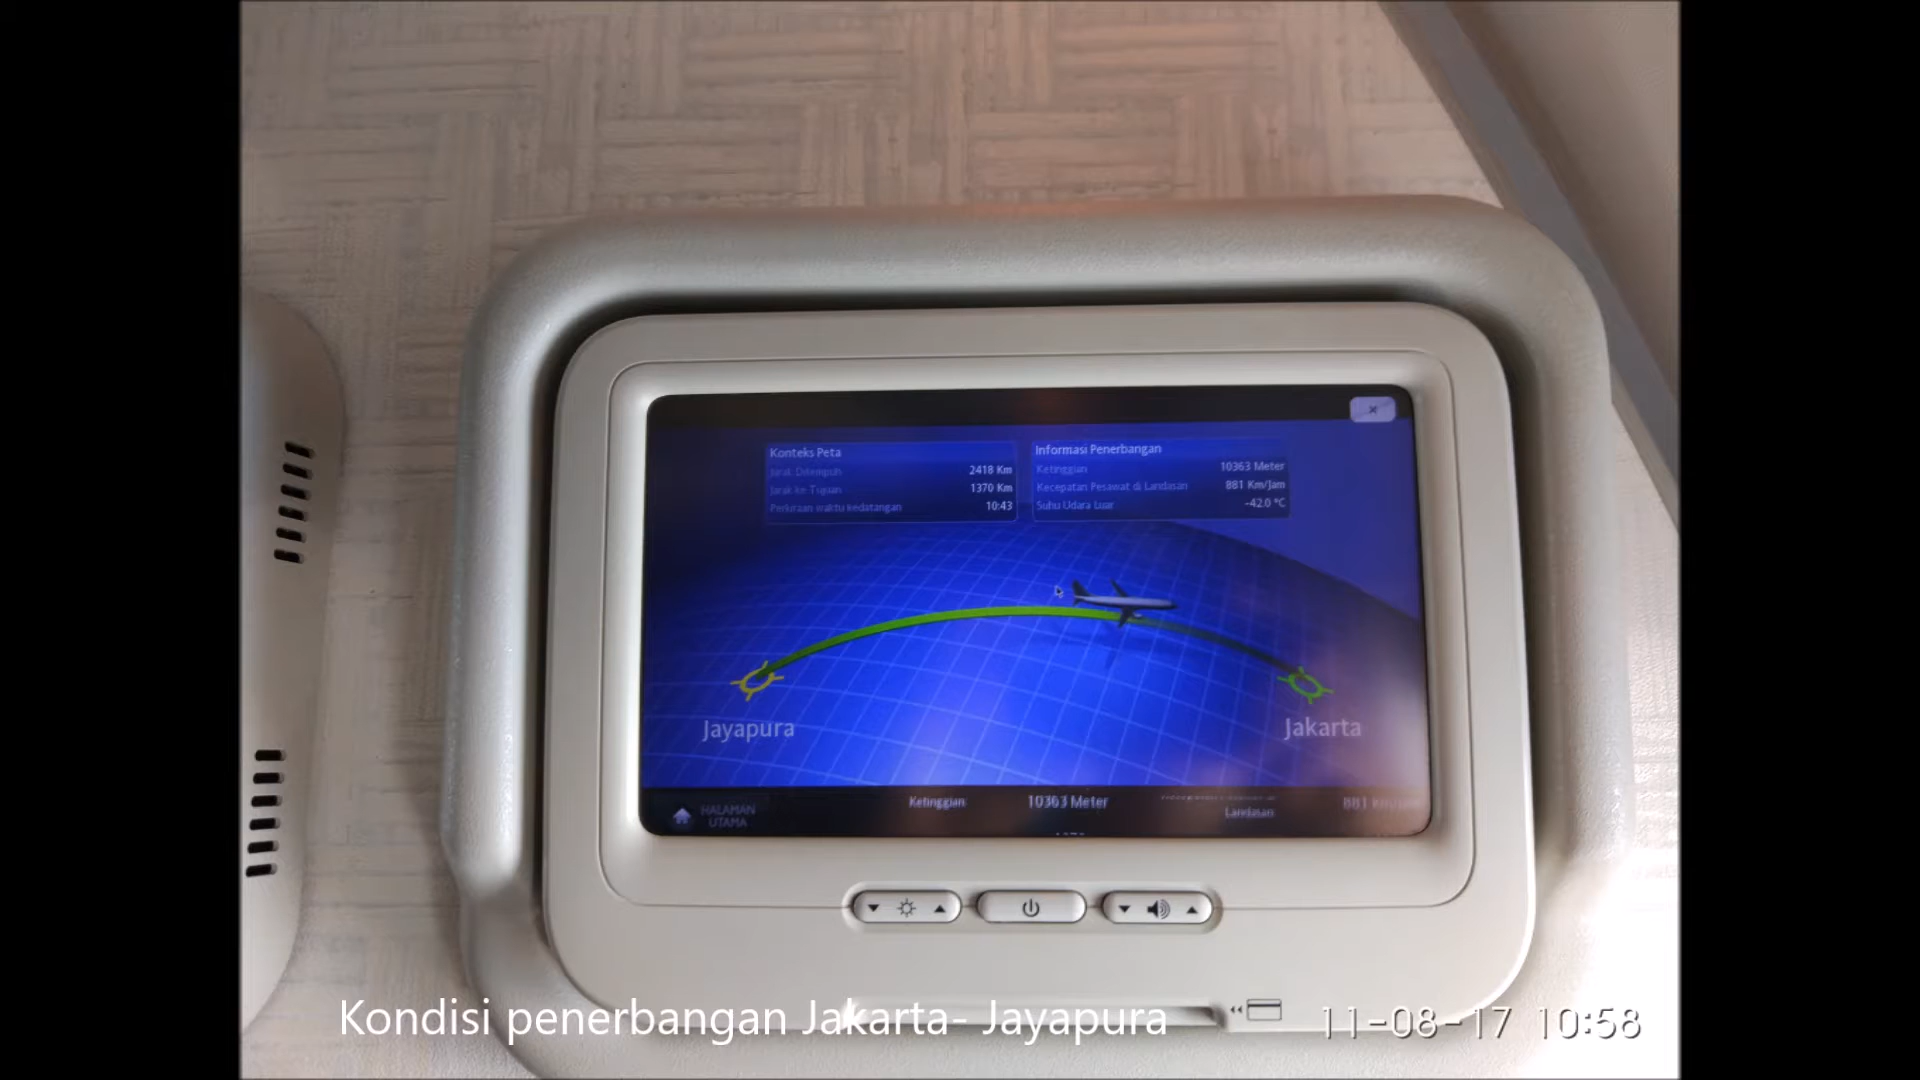 Konteks Peta
Jarak Ditempuh 2418 Km
Jarak ke Tujuan 1370 Km
Perkiraan waktu kedatangan 10:43
Informasi Penerbangan
Ketinggian 10363 Meter
Kecepatan Pesawat di Landasan 881 Km/Jam
Suhu Udara Luar -42.0 °C
Jayapura
Jakarta
HALAMAN
UTAMA
Ketinggian 10363 Meter
Landasan
881
Kondisi penerbangan Jakarta- Jayapura
11-08-17 10:58